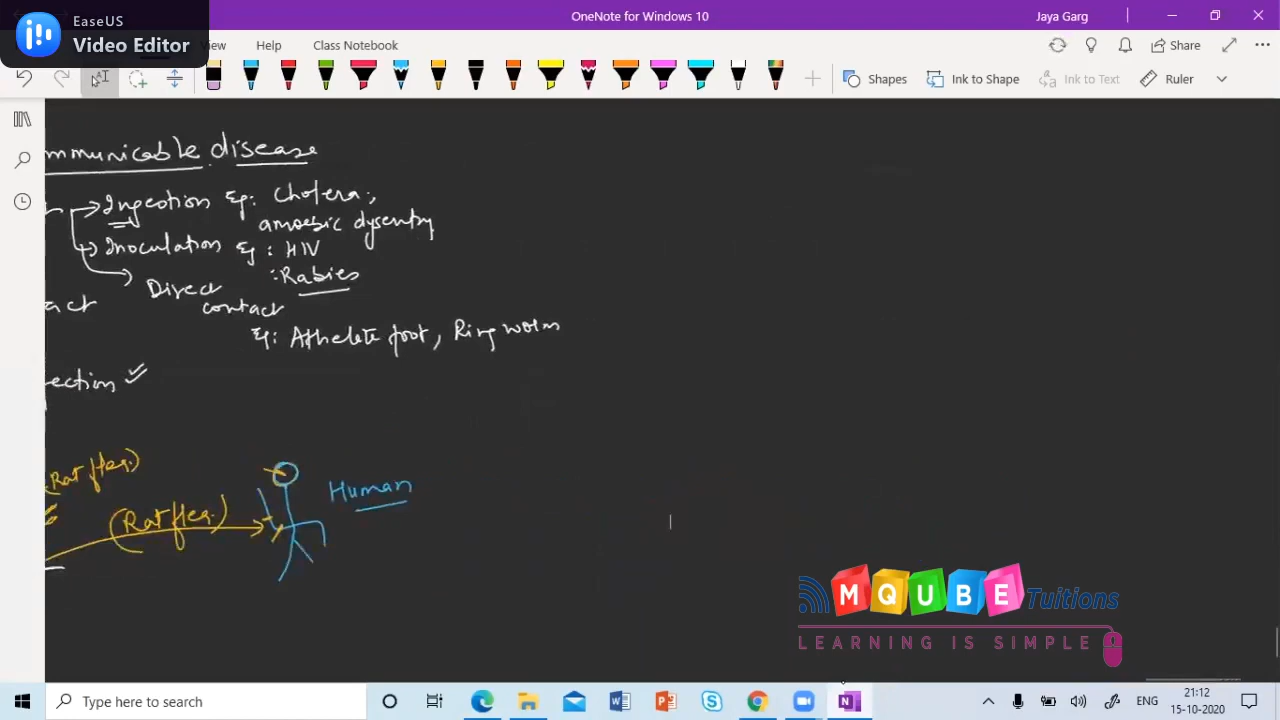 EaseUS
Video Editor
OneNote for Windows 10
Jaya Garg
View Help Class Notebook
Share
Shapes
Ink to Shape
Ink to Text
Ruler
mmunicable disease
Ingestion Eg: Cholera,
amoebic dysentry
Inoculation Eg: HIV
: Rabies
Direct
contact
act
Eg: Athelete foot, Ring worm
ection
(Rat flea)
(Rat flea)
Human
MQUBE Tuitions
LEARNING IS SIMPLE
Type here to search
ENG
21:12
15-10-2020